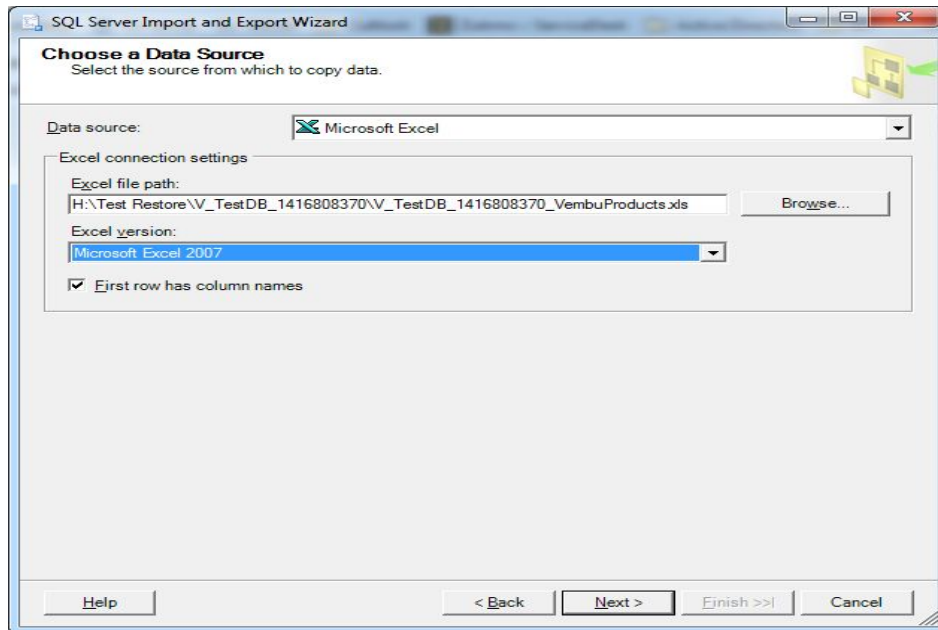 SQL Server Import and Export Wizard
Choose a Data Source
Select the source from which to copy data.
Data source: Microsoft Excel
Excel connection settings
Excel file path:
H:\Test Restore\V_TestDB_1416808370\V_TestDB_1416808370_VembuProducts.xls Browse...
Excel version:
Microsoft Excel 2007
First row has column names
Help < Back Next > Finish >>| Cancel